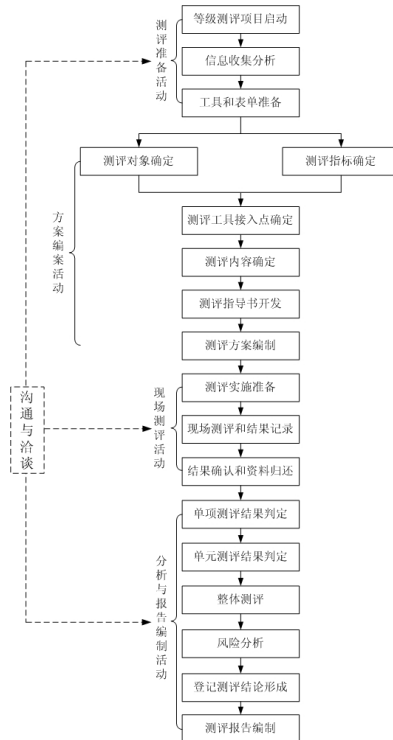 等级测评项目启动
信息收集分析
工具和表单准备
测评准备活动
测评对象确定
测评指标确定
测评工具接入点确定
测评内容确定
测评指导书开发
测评方案编制
方案编案活动
测评实施准备
现场测评和结果记录
结果确认和资料归还
现场测评活动
沟通与洽谈
单项测评结果判定
单元测评结果判定
整体测评
风险分析
登记测评结论形成
测评报告编制
分析与报告编制活动